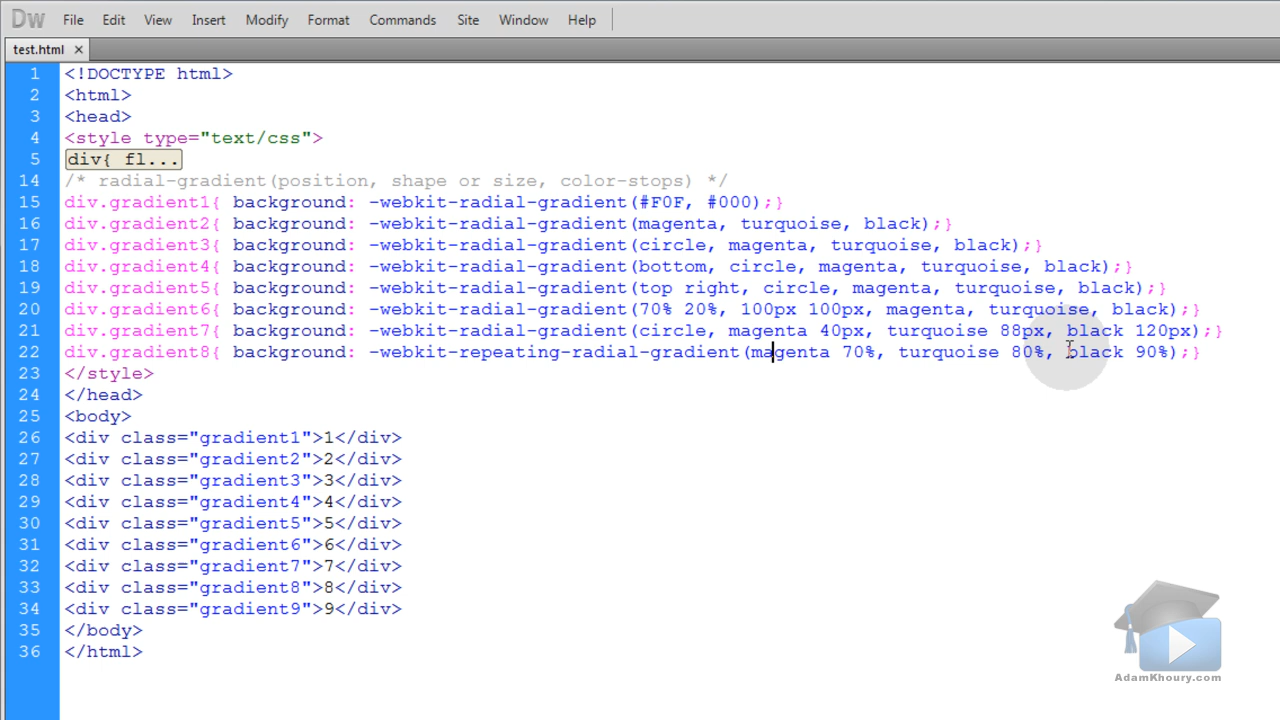 Dw File Edit View Insert Modify Format Commands Site Window Help
test.html ×
1 <!DOCTYPE html>
2 <html>
3 <head>
4 <style type="text/css">
5 div{ fl...
14 /* radial-gradient(position, shape or size, color-stops) */
15 div.gradient1{ background: -webkit-radial-gradient(#F0F, #000);}
16 div.gradient2{ background: -webkit-radial-gradient(magenta, turquoise, black);}
17 div.gradient3{ background: -webkit-radial-gradient(circle, magenta, turquoise, black);}
18 div.gradient4{ background: -webkit-radial-gradient(bottom, circle, magenta, turquoise, black);}
19 div.gradient5{ background: -webkit-radial-gradient(top right, circle, magenta, turquoise, black);}
20 div.gradient6{ background: -webkit-radial-gradient(70% 20%, 100px 100px, magenta, turquoise, black);}
21 div.gradient7{ background: -webkit-radial-gradient(circle, magenta 40px, turquoise 88px, black 120px);}
22 div.gradient8{ background: -webkit-repeating-radial-gradient(magenta 70%, turquoise 80%, black 90%);}
23 </style>
24 </head>
25 <body>
26 <div class="gradient1">1</div>
27 <div class="gradient2">2</div>
28 <div class="gradient3">3</div>
29 <div class="gradient4">4</div>
30 <div class="gradient5">5</div>
31 <div class="gradient6">6</div>
32 <div class="gradient7">7</div>
33 <div class="gradient8">8</div>
34 <div class="gradient9">9</div>
35 </body>
36 </html>
AdamKhoury.com